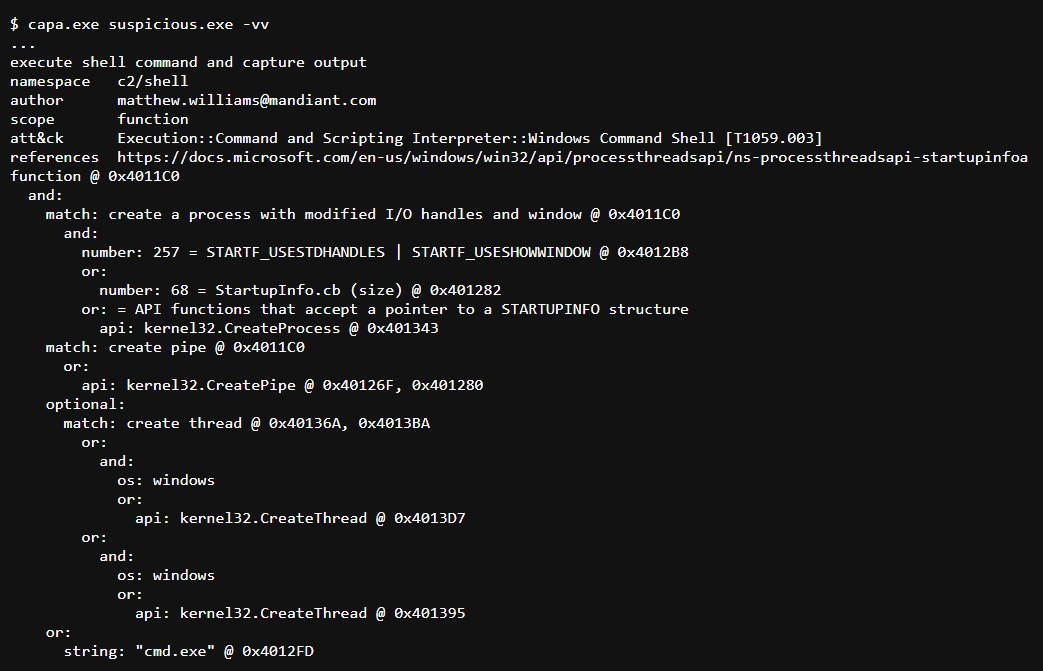 $ capa.exe suspicious.exe -vv
...
execute shell command and capture output
namespace   c2/shell
author      matthew.williams@mandiant.com
scope       function
att&ck      Execution::Command and Scripting Interpreter::Windows Command Shell [T1059.003]
references  https://docs.microsoft.com/en-us/windows/win32/api/processthreadsapi/ns-processthreadsapi-startupinfoa
function @ 0x4011C0
  and:
    match: create a process with modified I/O handles and window @ 0x4011C0
      and:
        number: 257 = STARTF_USESTDHANDLES | STARTF_USESHOWWINDOW @ 0x4012B8
        or:
          number: 68 = StartupInfo.cb (size) @ 0x401282
        or: = API functions that accept a pointer to a STARTUPINFO structure
          api: kernel32.CreateProcess @ 0x401343
    match: create pipe @ 0x4011C0
      or:
        api: kernel32.CreatePipe @ 0x40126F, 0x401280
    optional:
      match: create thread @ 0x40136A, 0x4013BA
        or:
          and:
            os: windows
            or:
              api: kernel32.CreateThread @ 0x4013D7
        or:
          and:
            os: windows
            or:
              api: kernel32.CreateThread @ 0x401395
    or:
      string: "cmd.exe" @ 0x4012FD